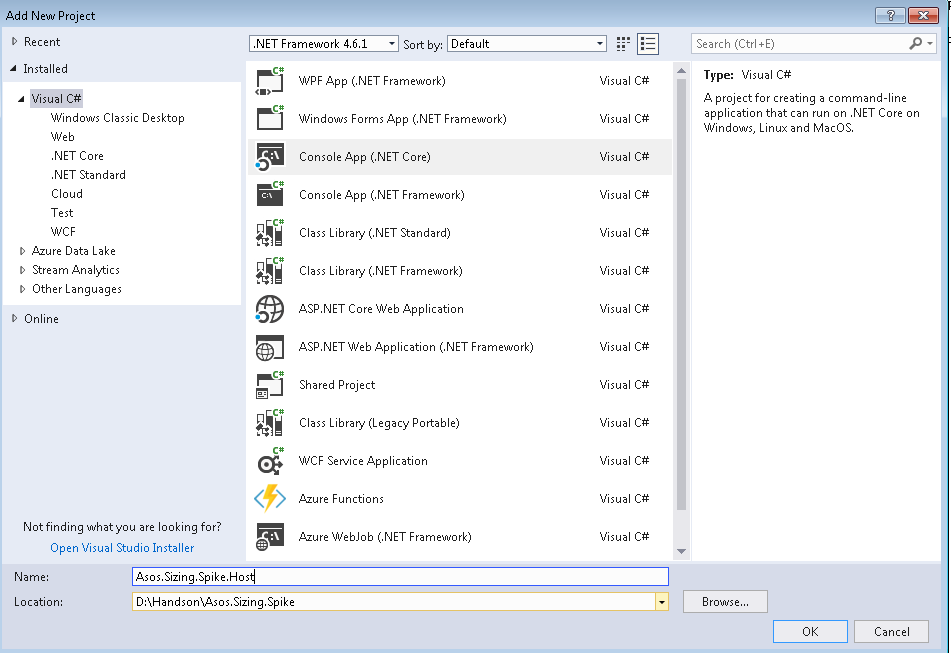 Add New Project
Recent
.NET Framework 4.6.1 Sort by: Default Search (Ctrl+E)
Installed
Visual C#
Windows Classic Desktop
Web
.NET Core
.NET Standard
Cloud
Test
WCF
Azure Data Lake
Stream Analytics
Other Languages
Online
Not finding what you are looking for?
Open Visual Studio Installer
WPF App (.NET Framework) Visual C#
Windows Forms App (.NET Framework) Visual C#
Console App (.NET Core) Visual C#
Console App (.NET Framework) Visual C#
Class Library (.NET Standard) Visual C#
Class Library (.NET Framework) Visual C#
ASP.NET Core Web Application Visual C#
ASP.NET Web Application (.NET Framework) Visual C#
Shared Project Visual C#
Class Library (Legacy Portable) Visual C#
WCF Service Application Visual C#
Azure Functions Visual C#
Azure WebJob (.NET Framework) Visual C#
Type: Visual C#
A project for creating a command-line
application that can run on .NET Core on
Windows, Linux and MacOS.
Name: Asos.Sizing.Spike.Host
Location: D:\Handson\Asos.Sizing.Spike Browse...
OK Cancel